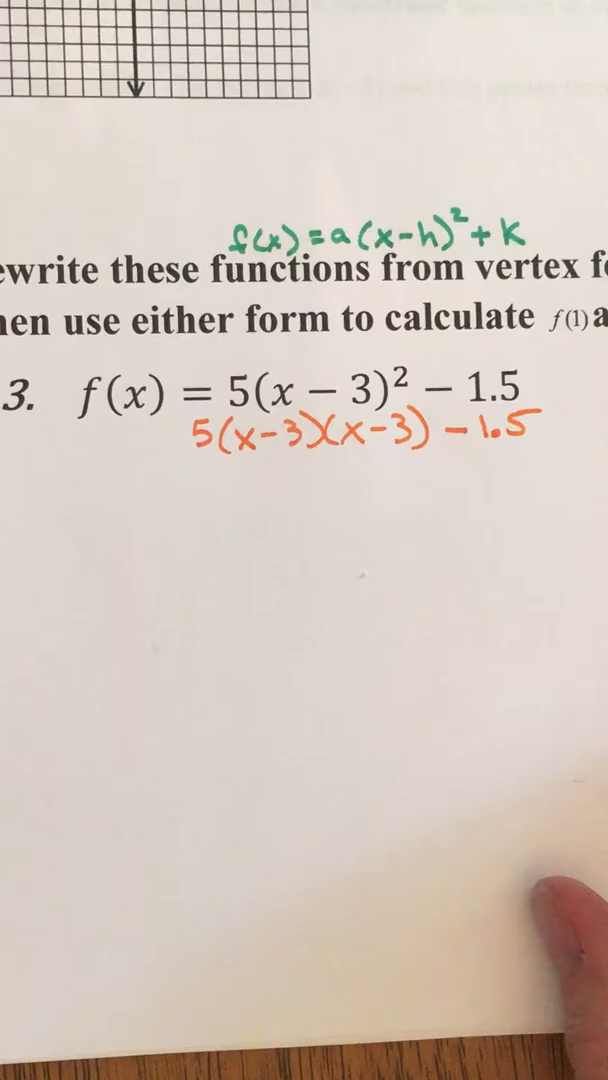 f(x) = a(x-h)² + k
ewrite these functions from vertex fo
hen use either form to calculate f(1) a
3. f(x) = 5(x − 3)² − 1.5
5(x-3)(x-3) - 1.5